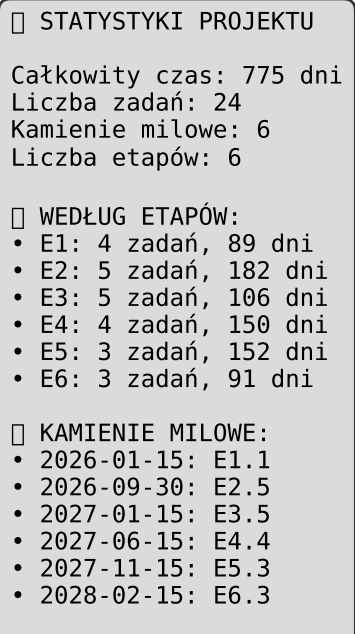 STATYSTYKI PROJEKTU
Całkowity czas: 775 dni
Liczba zadań: 24
Kamienie milowe: 6
Liczba etapów: 6
WEDŁUG ETAPÓW:
• E1: 4 zadań, 89 dni
• E2: 5 zadań, 182 dni
• E3: 5 zadań, 106 dni
• E4: 4 zadań, 150 dni
• E5: 3 zadań, 152 dni
• E6: 3 zadań, 91 dni
KAMIENIE MILOWE:
• 2026-01-15: E1.1
• 2026-09-30: E2.5
• 2027-01-15: E3.5
• 2027-06-15: E4.4
• 2027-11-15: E5.3
• 2028-02-15: E6.3